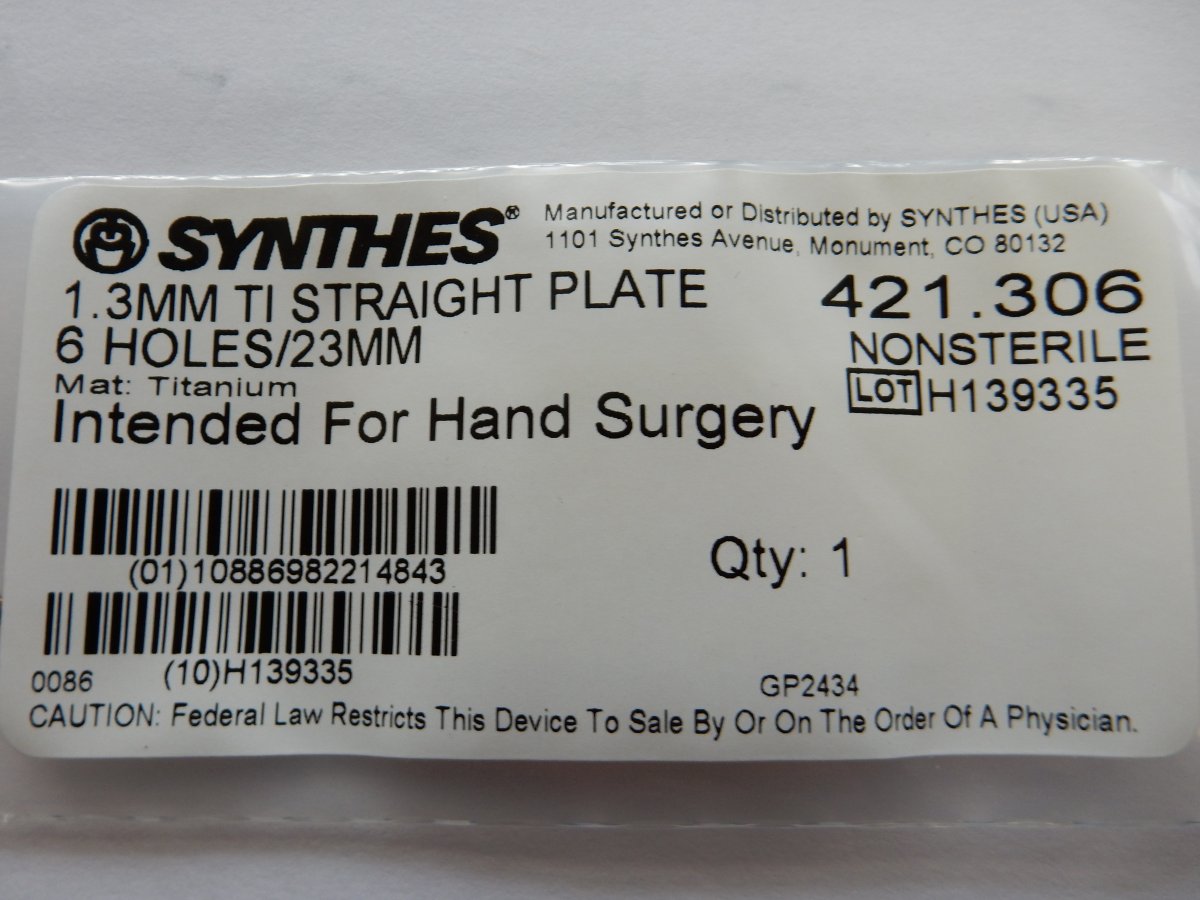 SYNTHES®
Manufactured or Distributed by SYNTHES (USA)
1101 Synthes Avenue, Monument, CO 80132
1.3MM TI STRAIGHT PLATE
6 HOLES/23MM
Mat: Titanium
Intended For Hand Surgery
421.306
NONSTERILE
LOT H139335
(01)10886982214843
Qty: 1
(10)H139335
0086
GP2434
CAUTION: Federal Law Restricts This Device To Sale By Or On The Order Of A Physician.